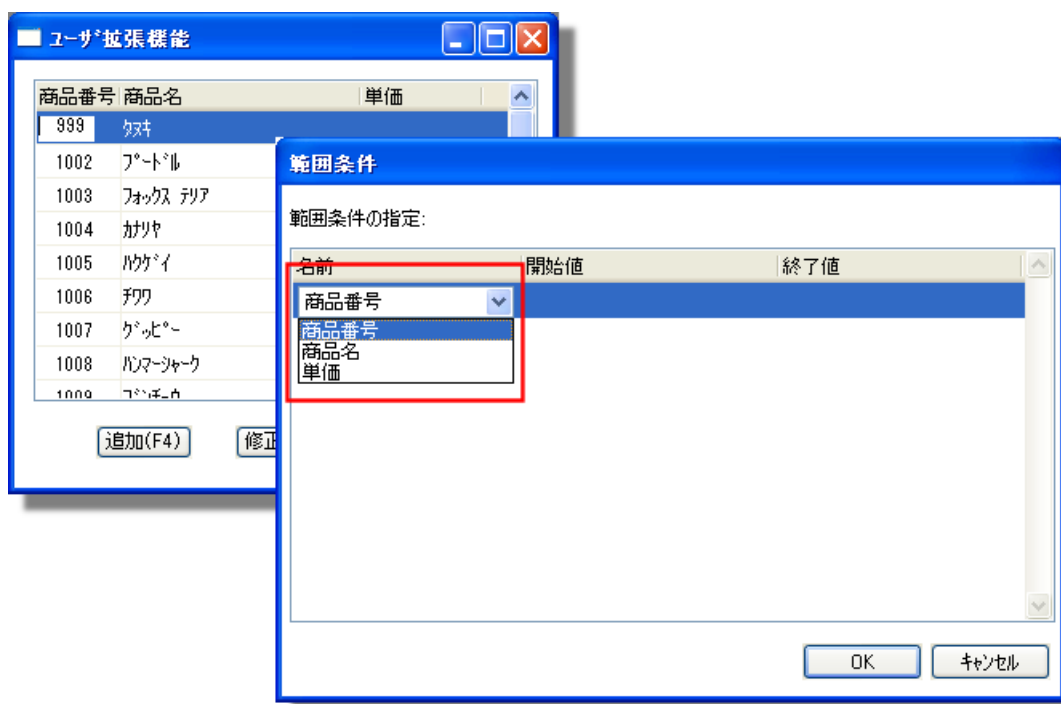 ﾕｰｻﾞ拡張機能
商品番号 商品名 単価
999 ﾀﾇｷ
1002 ﾌﾟｰﾄﾞﾙ
1003 ﾌｫｯｸｽ ﾃﾘｱ
1004 ｶﾅﾘﾔ
1005 ﾊｸｹﾞｲ
1006 ﾁﾜﾜ
1007 ｸﾞｯﾋﾟｰ
1008 ﾊﾝﾏｰｼｬｰｸ
1009
追加(F4) 修正
範囲条件
範囲条件の指定:
名前 開始値 終了値
商品番号
商品番号
商品名
単価
OK ｷｬﾝｾﾙ